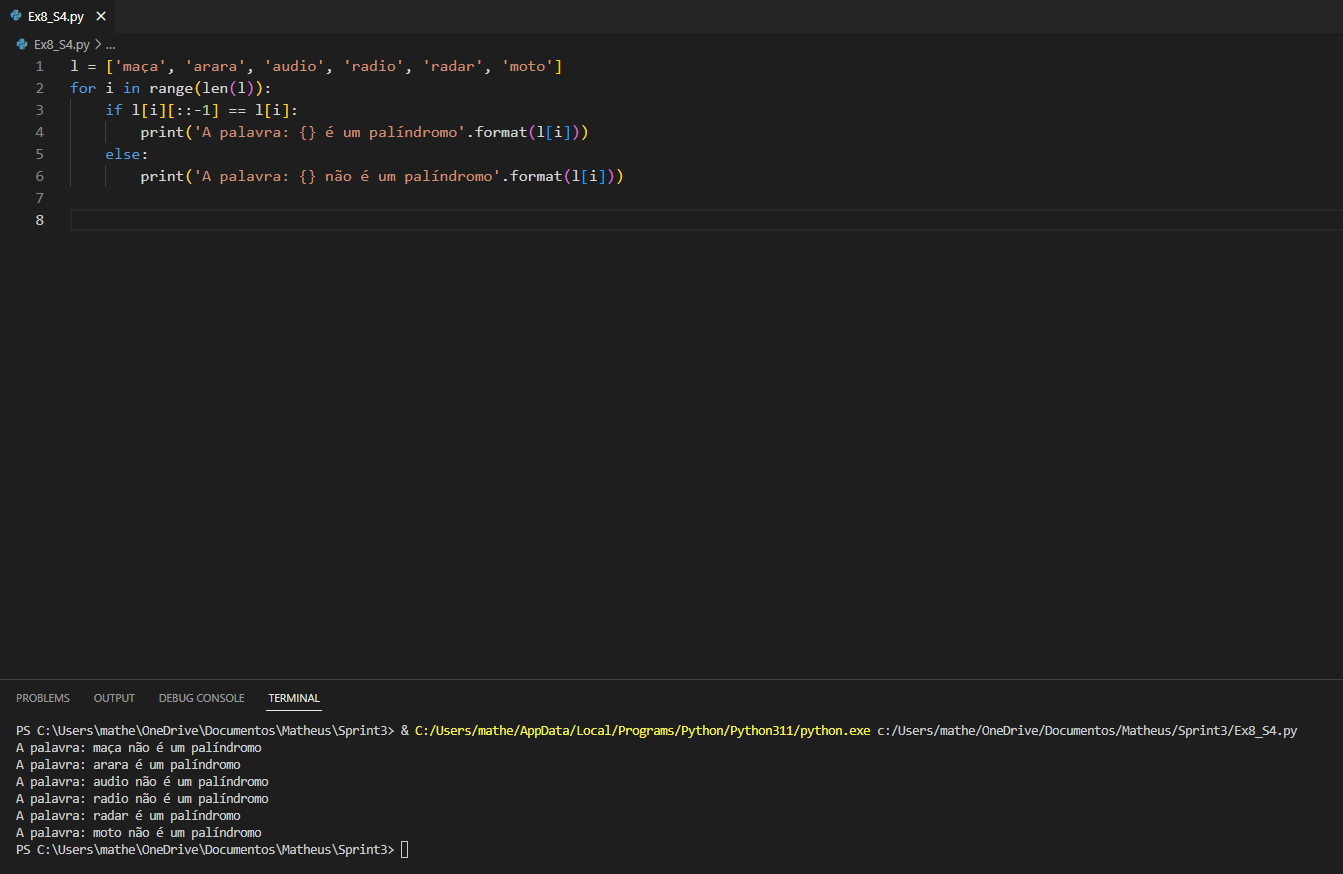 Ex8_S4.py
Ex8_S4.py > ...
1 l = ['maça', 'arara', 'audio', 'radio', 'radar', 'moto']
2 for i in range(len(l)):
3     if l[i][::-1] == l[i]:
4         print('A palavra: {} é um palíndromo'.format(l[i]))
5     else:
6         print('A palavra: {} não é um palíndromo'.format(l[i]))
7
8
PROBLEMS OUTPUT DEBUG CONSOLE TERMINAL
PS C:\Users\mathe\OneDrive\Documentos\Matheus\Sprint3> & C:/Users/mathe/AppData/Local/Programs/Python/Python311/python.exe c:/Users/mathe/OneDrive/Documentos/Matheus/Sprint3/Ex8_S4.py
A palavra: maça não é um palíndromo
A palavra: arara é um palíndromo
A palavra: audio não é um palíndromo
A palavra: radio não é um palíndromo
A palavra: radar é um palíndromo
A palavra: moto não é um palíndromo
PS C:\Users\mathe\OneDrive\Documentos\Matheus\Sprint3>